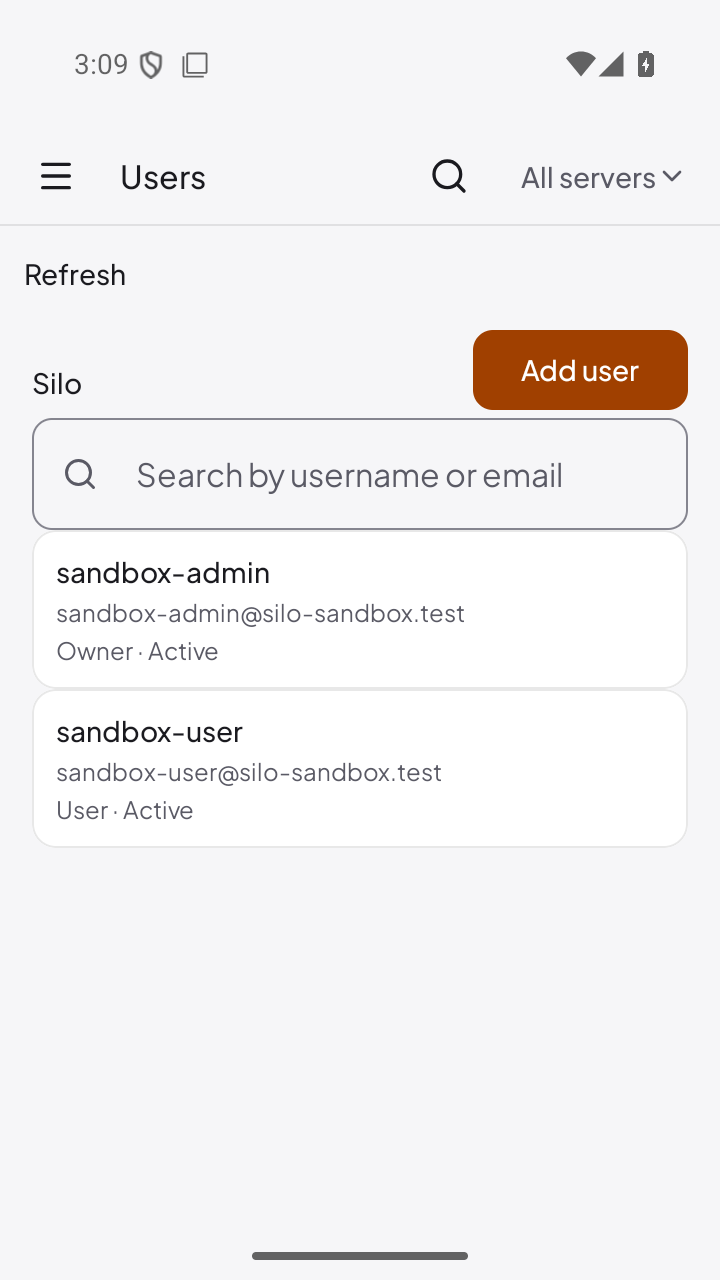 3:09
Users
All servers
Refresh
Silo
Add user
Search by username or email
sandbox-admin
sandbox-admin@silo-sandbox.test
Owner · Active
sandbox-user
sandbox-user@silo-sandbox.test
User · Active